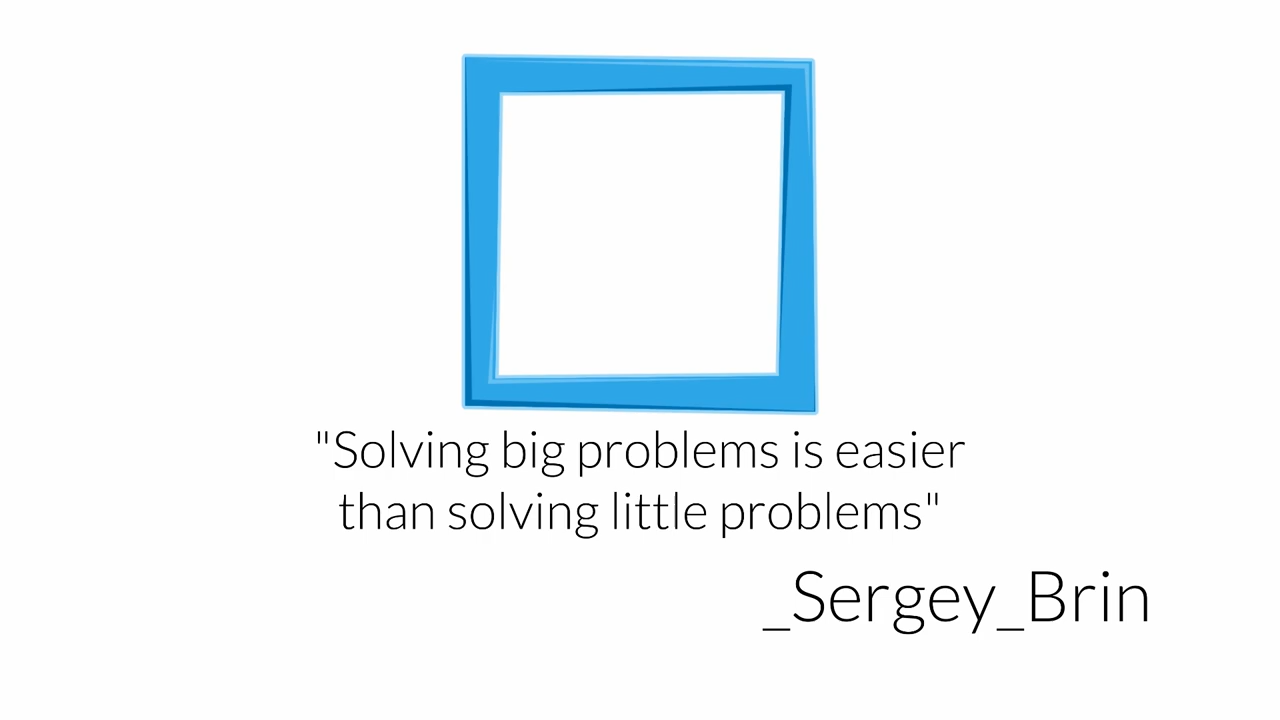 "Solving big problems is easier
than solving little problems"
_Sergey_Brin